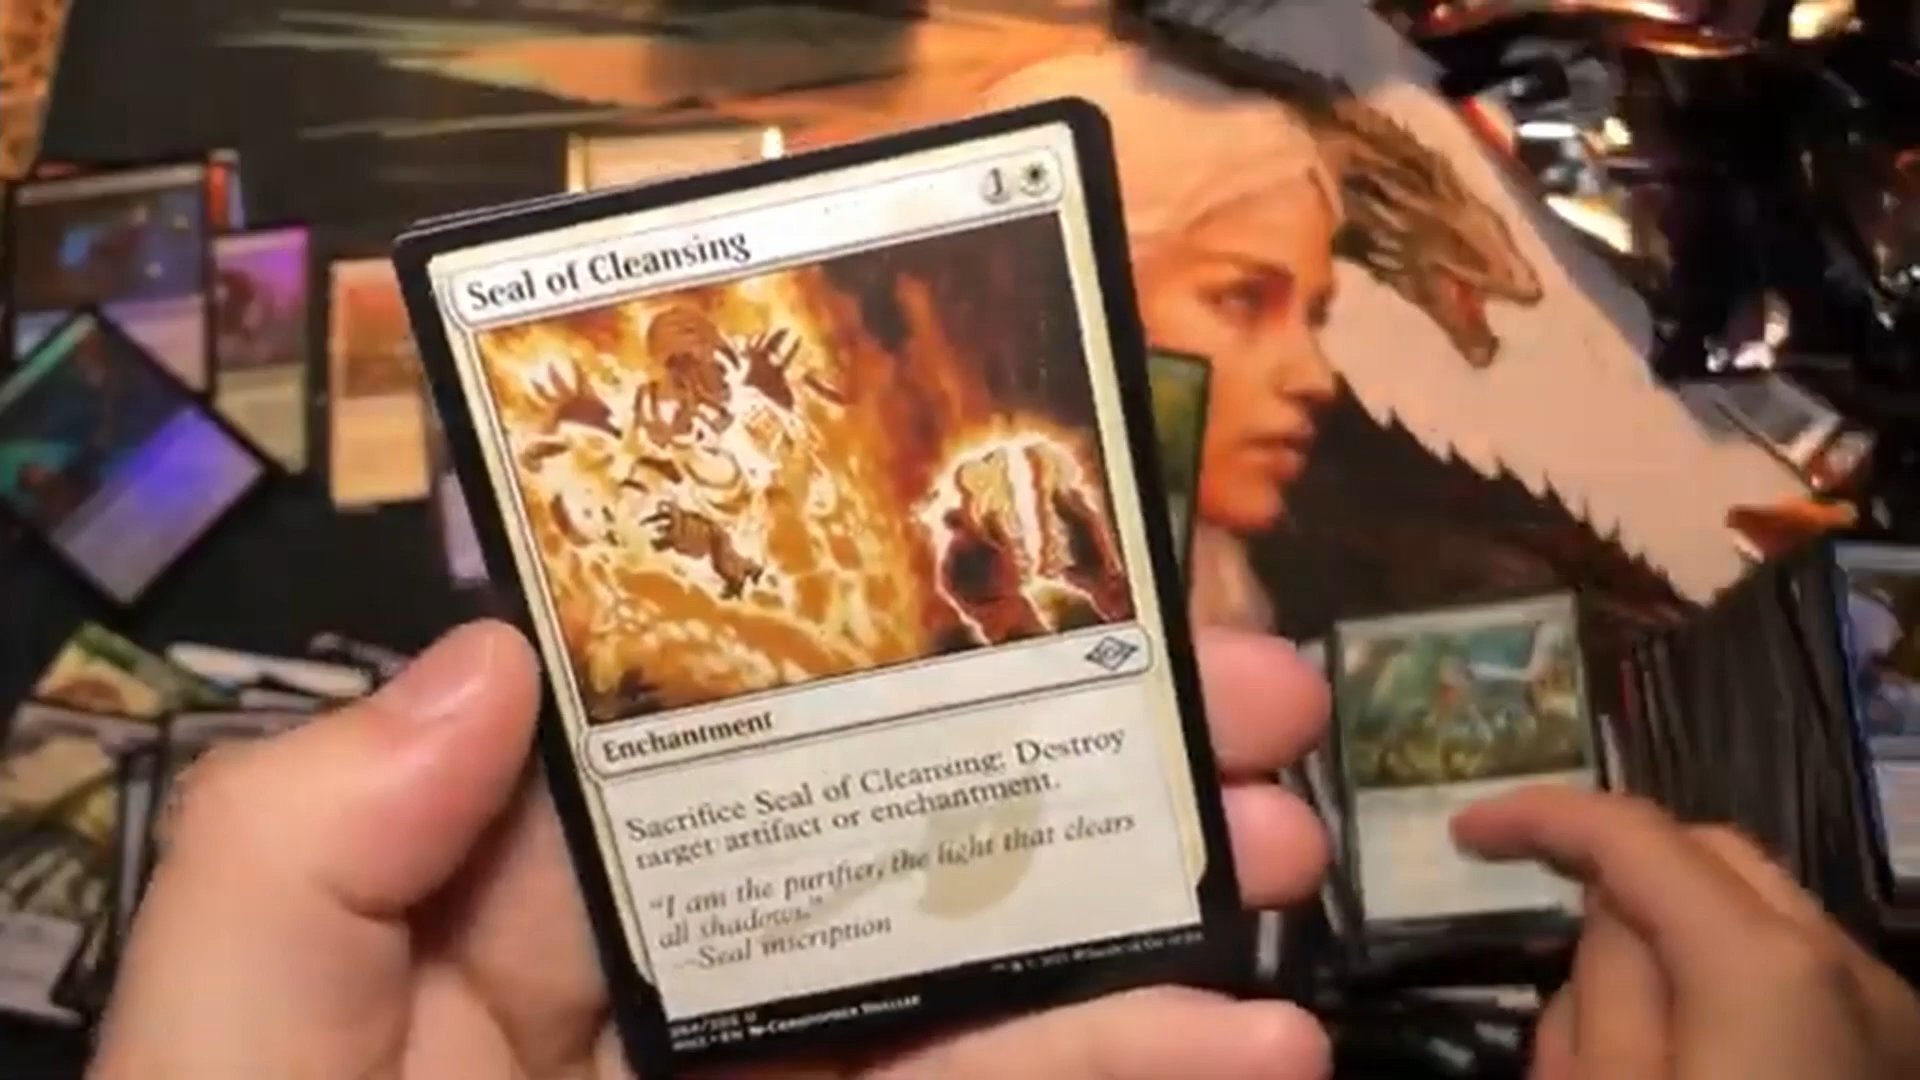 Seal of Cleansing
1
Enchantment
Sacrifice Seal of Cleansing: Destroy
target artifact or enchantment.
"I am the purifier, the light that clears
all shadows."
—Seal inscription
• EN